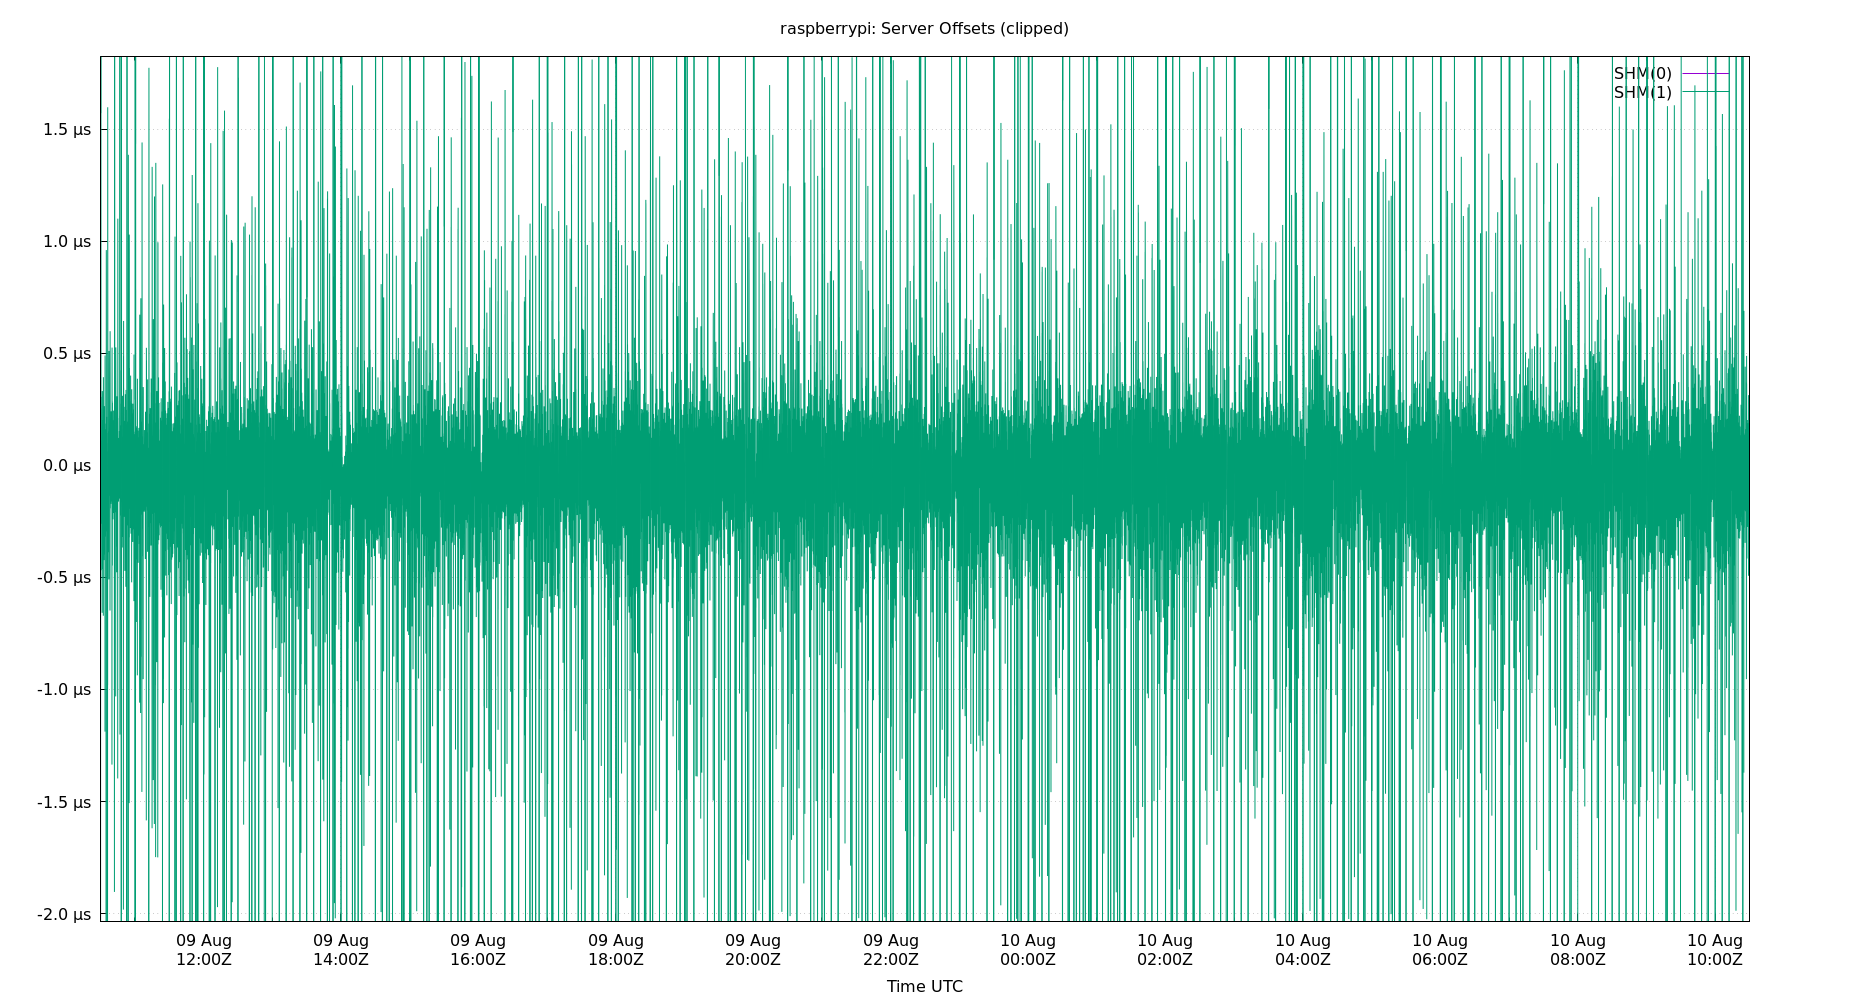 raspberrypi: Server Offsets (clipped)
SHM(0)
SHM(1)
1.5 µs
1.0 µs
0.5 µs
0.0 µs
-0.5 µs
-1.0 µs
-1.5 µs
-2.0 µs
09 Aug 09 Aug 09 Aug 09 Aug 09 Aug 09 Aug 10 Aug 10 Aug 10 Aug 10 Aug 10 Aug 10 Aug
12:00Z 14:00Z 16:00Z 18:00Z 20:00Z 22:00Z 00:00Z 02:00Z 04:00Z 06:00Z 08:00Z 10:00Z
Time UTC